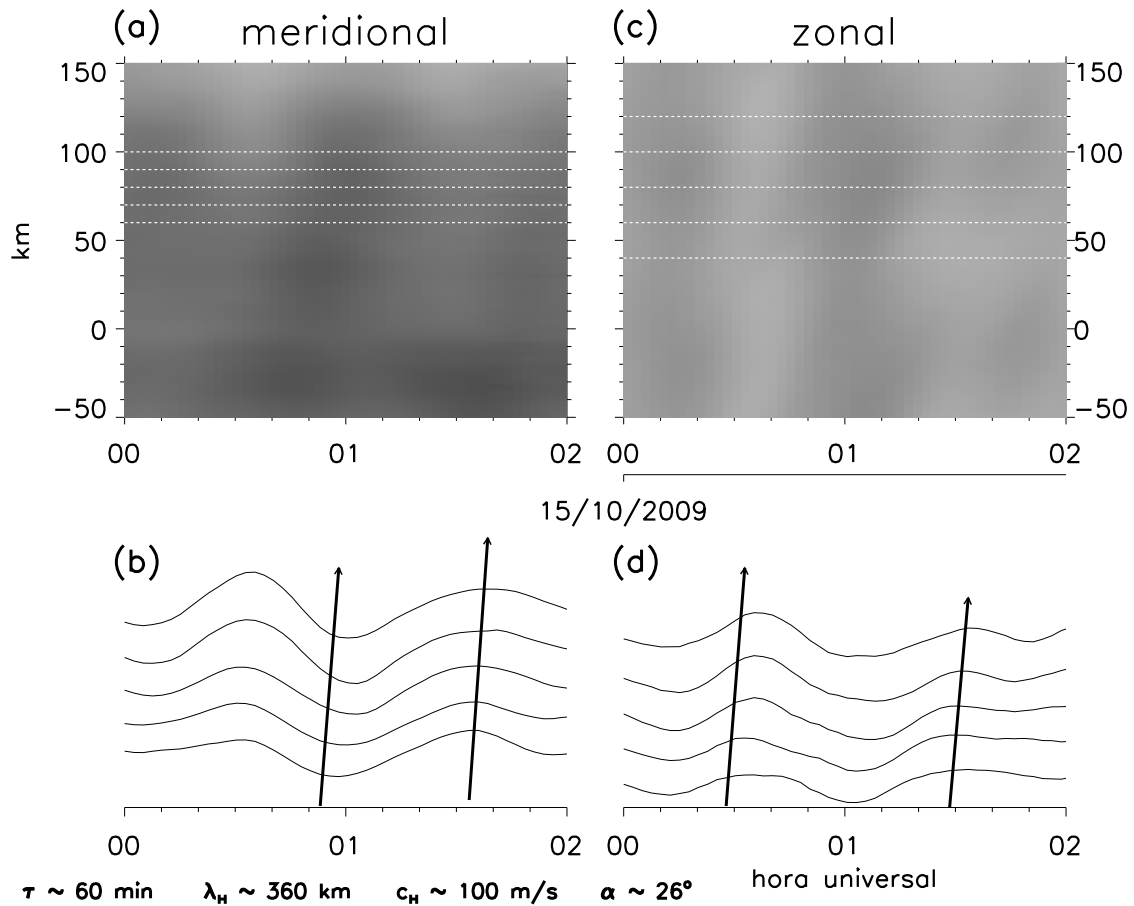 (a) meridional
(c) zonal
km
150
100
50
0
−50
150
100
50
0
−50
00 01 02
00 01 02
15/10/2009
(b)
(d)
00 01 02
00 01 02
hora universal
τ ~ 60 min λH ~ 360 km cH ~ 100 m/s α ~ 26°